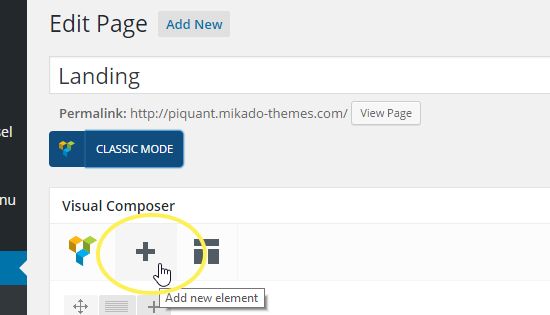 Edit Page Add New
Landing
Permalink: http://piquant.mikado-themes.com/ View Page
sel
CLASSIC MODE
nu
Visual Composer
Add new element